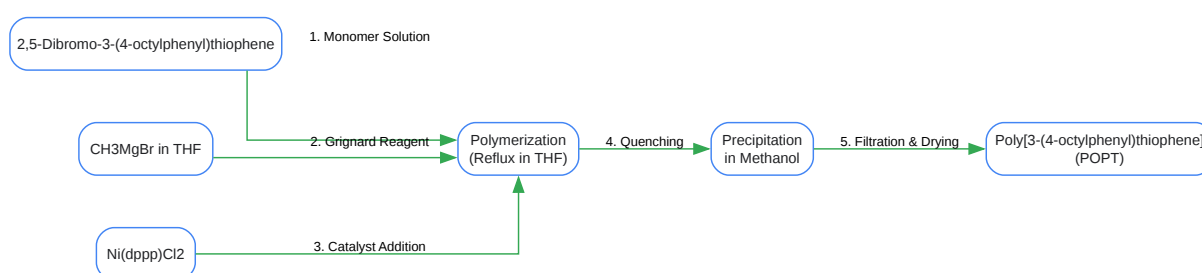 1. Monomer Solution
2,5-Dibromo-3-(4-octylphenyl)thiophene
CH3MgBr in THF
2. Grignard Reagent
Polymerization
(Reflux in THF)
4. Quenching
Precipitation
in Methanol
5. Filtration & Drying
Poly[3-(4-octylphenyl)thiophene]
(POPT)
Ni(dppp)Cl2
3. Catalyst Addition